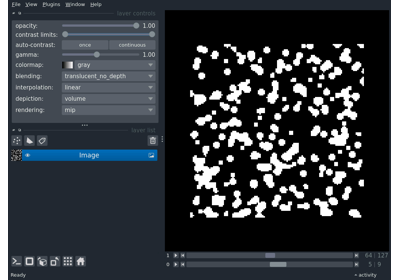 File View Plugins Window Help
layer controls
opacity: 1.00
contrast limits:
auto-contrast: once continuous
gamma: 1.00
colormap: gray
blending: translucent_no_depth
interpolation: linear
depiction: volume
rendering: mip
layer list
Image
1 64 127
0 5 9
Ready activity